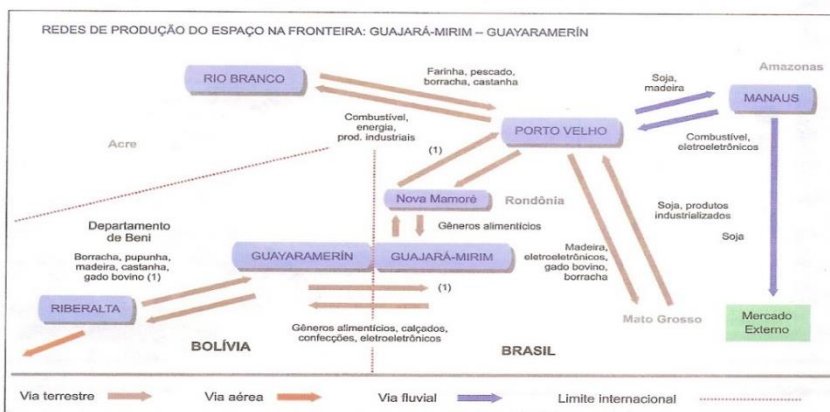 REDES DE PRODUÇÃO DO ESPAÇO NA FRONTEIRA: GUAJARÁ-MIRIM – GUAYARAMERÍN
RIO BRANCO
Farinha, pescado,
borracha, castanha
Soja,
madeira
Amazonas
MANAUS
Combustível,
energia,
prod. industriais
(1)
PORTO VELHO
Combustível,
eletroeletrônicos
Acre
Nova Mamoré
Rondônia
Soja, produtos
industrializados
Soja
Departamento
de Beni
Borracha, pupunha,
madeira, castanha,
gado bovino (1)
Gêneros alimentícios
GUAYARAMERÍN
GUAJARÁ-MIRIM
Madeira,
eletroeletrônicos,
gado bovino,
borracha
(1)
RIBERALTA
Gêneros alimentícios, calçados,
confecções, eletroeletrônicos
Mato Grosso
Mercado
Externo
BOLÍVIA
BRASIL
Via terrestre
Via aérea
Via fluvial
Limite internacional